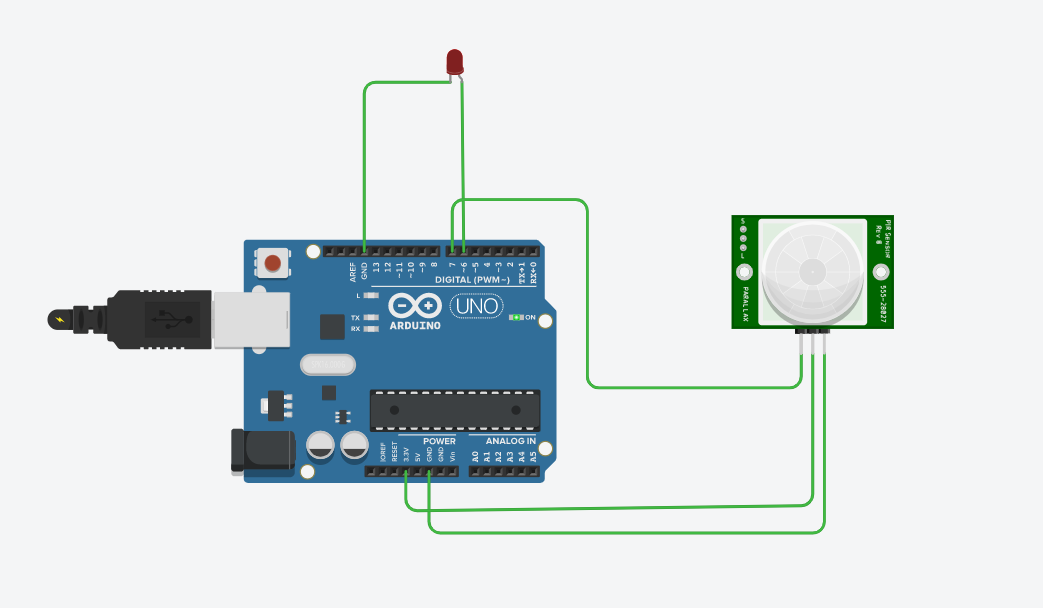 AREF
GND
13
12
~11
~10
~9
8
7
~6
~5
4
~3
2
TX→1
RX←0
DIGITAL (PWM~)
L
TX
RX
ARDUINO
UNO
ON
IOREF
RESET
3.3V
5V
GND
GND
Vin
POWER
ANALOG IN
A0
A1
A2
A3
A4
A5
PIR Sensor
Rev B
555-28027
PARALLAX
S
L